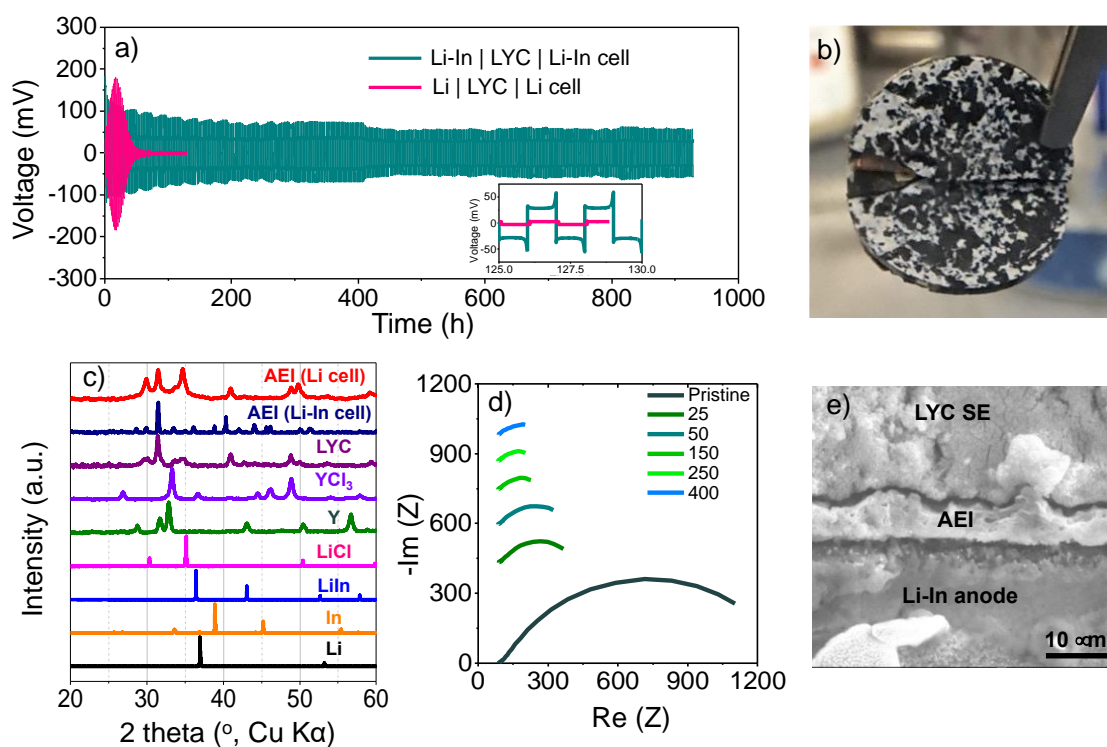 a)
300
200
100
0
-100
-200
-300
Voltage (mV)
Li-In | LYC | Li-In cell
Li | LYC | Li cell
50
0
-50
Voltage (mV)
125.0 127.5 130.0
0 200 400 600 800 1000
Time (h)
b)
c)
AEI (Li cell)
AEI (Li-In cell)
LYC
YCl3
Y
LiCl
LiIn
In
Li
Intensity (a.u.)
20 30 40 50 60
2 theta (º, Cu Kα)
d)
1200
900
600
300
0
-Im (Z)
Pristine
25
50
150
250
400
0 300 600 900 1200
Re (Z)
e)
LYC SE
AEI
Li-In anode
10 ∝m